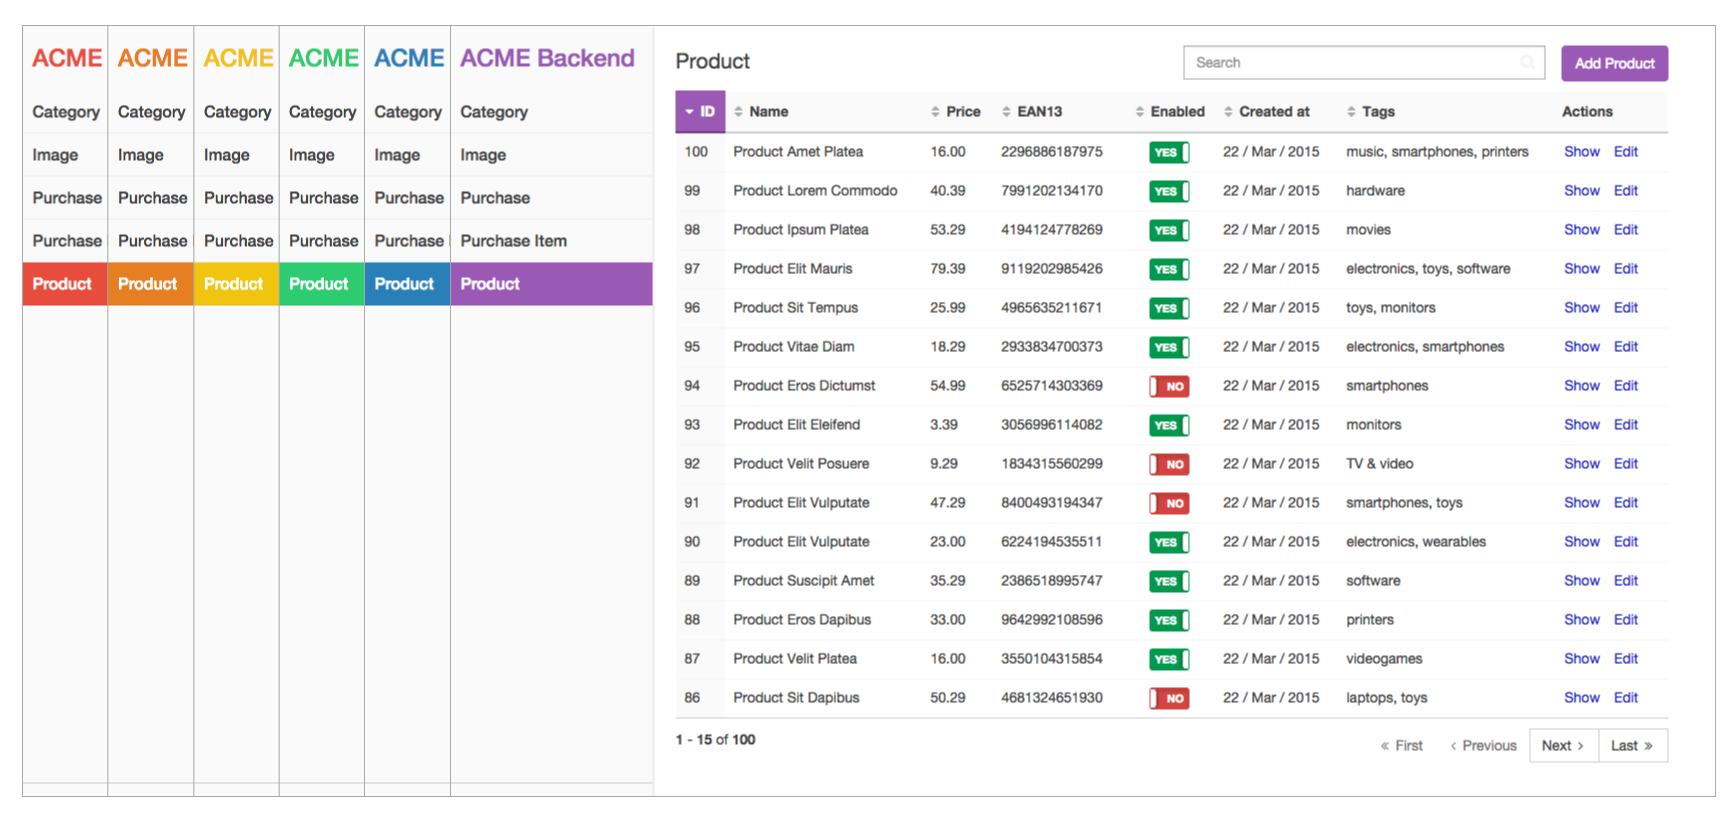 ACME ACME ACME ACME ACME ACME Backend
Category Category Category Category Category Category
Image Image Image Image Image Image
Purchase Purchase Purchase Purchase Purchase Purchase
Purchase Purchase Purchase Purchase Purchase Purchase Item
Product Product Product Product Product Product
Product Search Add Product
ID Name Price EAN13 Enabled Created at Tags Actions
100 Product Amet Platea 16.00 2296886187975 YES 22 / Mar / 2015 music, smartphones, printers Show Edit
99 Product Lorem Commodo 40.39 7991202134170 YES 22 / Mar / 2015 hardware Show Edit
98 Product Ipsum Platea 53.29 4194124778269 YES 22 / Mar / 2015 movies Show Edit
97 Product Elit Mauris 79.39 9119202985426 YES 22 / Mar / 2015 electronics, toys, software Show Edit
96 Product Sit Tempus 25.99 4965635211671 YES 22 / Mar / 2015 toys, monitors Show Edit
95 Product Vitae Diam 18.29 2933834700373 YES 22 / Mar / 2015 electronics, smartphones Show Edit
94 Product Eros Dictumst 54.99 6525714303369 NO 22 / Mar / 2015 smartphones Show Edit
93 Product Elit Eleifend 3.39 3056996114082 YES 22 / Mar / 2015 monitors Show Edit
92 Product Velit Posuere 9.29 1834315560299 NO 22 / Mar / 2015 TV & video Show Edit
91 Product Elit Vulputate 47.29 8400493194347 NO 22 / Mar / 2015 smartphones, toys Show Edit
90 Product Elit Vulputate 23.00 6224194535511 YES 22 / Mar / 2015 electronics, wearables Show Edit
89 Product Suscipit Amet 35.29 2386518995747 YES 22 / Mar / 2015 software Show Edit
88 Product Eros Dapibus 33.00 9642992108596 YES 22 / Mar / 2015 printers Show Edit
87 Product Velit Platea 16.00 3550104315854 YES 22 / Mar / 2015 videogames Show Edit
86 Product Sit Dapibus 50.29 4681324651930 NO 22 / Mar / 2015 laptops, toys Show Edit
1 - 15 of 100 « First ‹ Previous Next › Last »